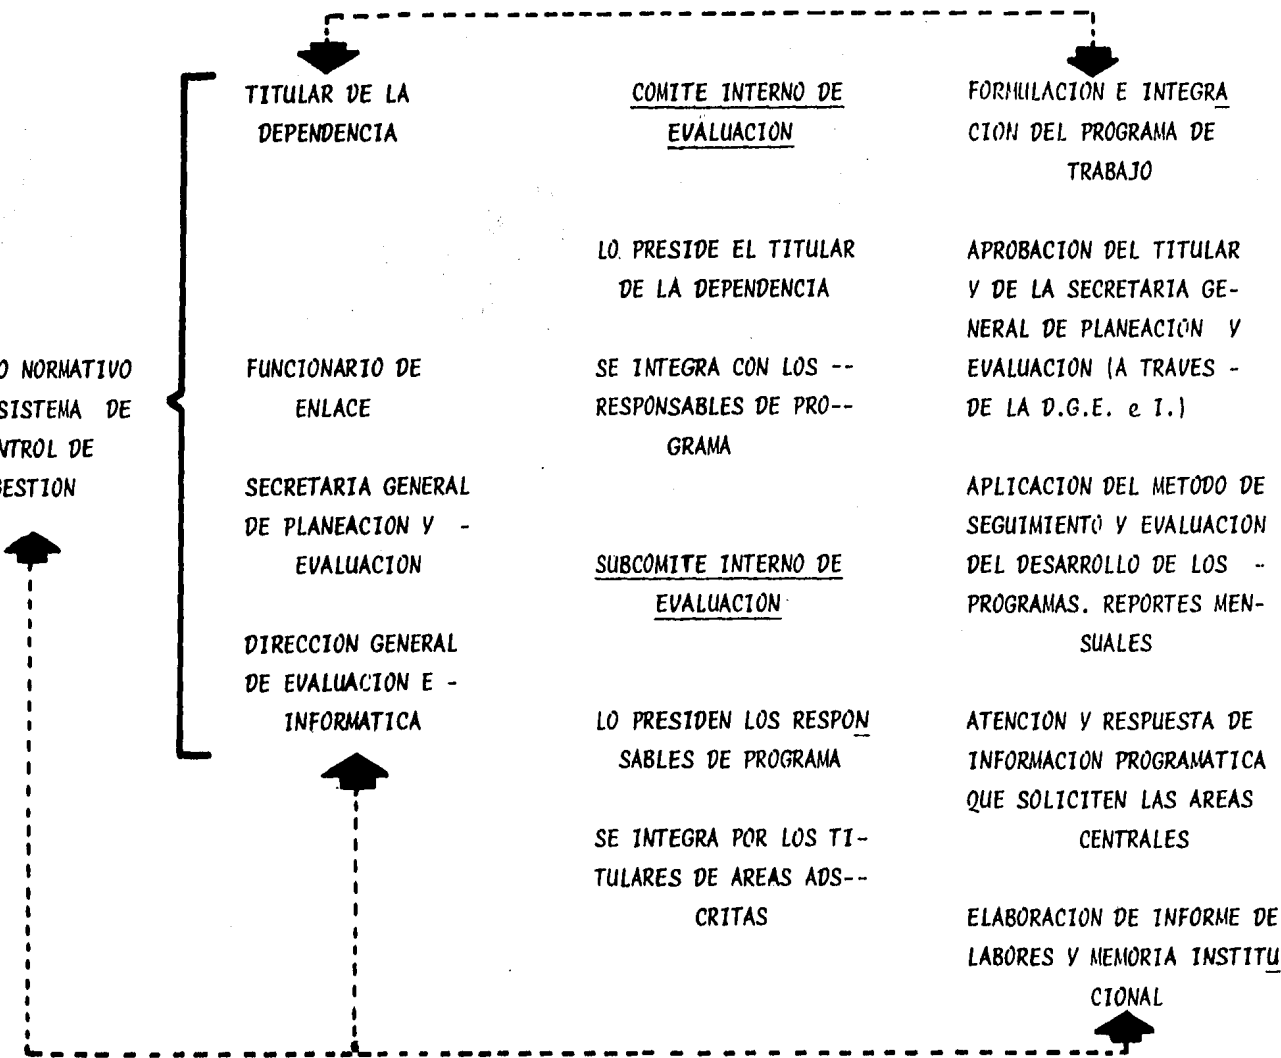 O NORMATIVO
SISTEMA DE
NTROL DE
GESTION
TITULAR DE LA
DEPENDENCIA
FUNCIONARIO DE
ENLACE
SECRETARIA GENERAL
DE PLANEACION Y -
EVALUACION
DIRECCION GENERAL
DE EVALUACION E -
INFORMATICA
COMITE INTERNO DE
EVALUACION
LO PRESIDE EL TITULAR
DE LA DEPENDENCIA
SE INTEGRA CON LOS --
RESPONSABLES DE PRO--
GRAMA
SUBCOMITE INTERNO DE
EVALUACION
LO PRESIDEN LOS RESPON
SABLES DE PROGRAMA
SE INTEGRA POR LOS TI-
TULARES DE AREAS ADS--
CRITAS
FORMULACION E INTEGRA
CION DEL PROGRAMA DE
TRABAJO
APROBACION DEL TITULAR
Y DE LA SECRETARIA GE-
NERAL DE PLANEACION Y
EVALUACION (A TRAVES -
DE LA D.G.E. e I.)
APLICACION DEL METODO DE
SEGUIMIENTO Y EVALUACION
DEL DESARROLLO DE LOS -
PROGRAMAS. REPORTES MEN-
SUALES
ATENCION Y RESPUESTA DE
INFORMACION PROGRAMATICA
QUE SOLICITEN LAS AREAS
CENTRALES
ELABORACION DE INFORME DE
LABORES Y MEMORIA INSTITU
CIONAL